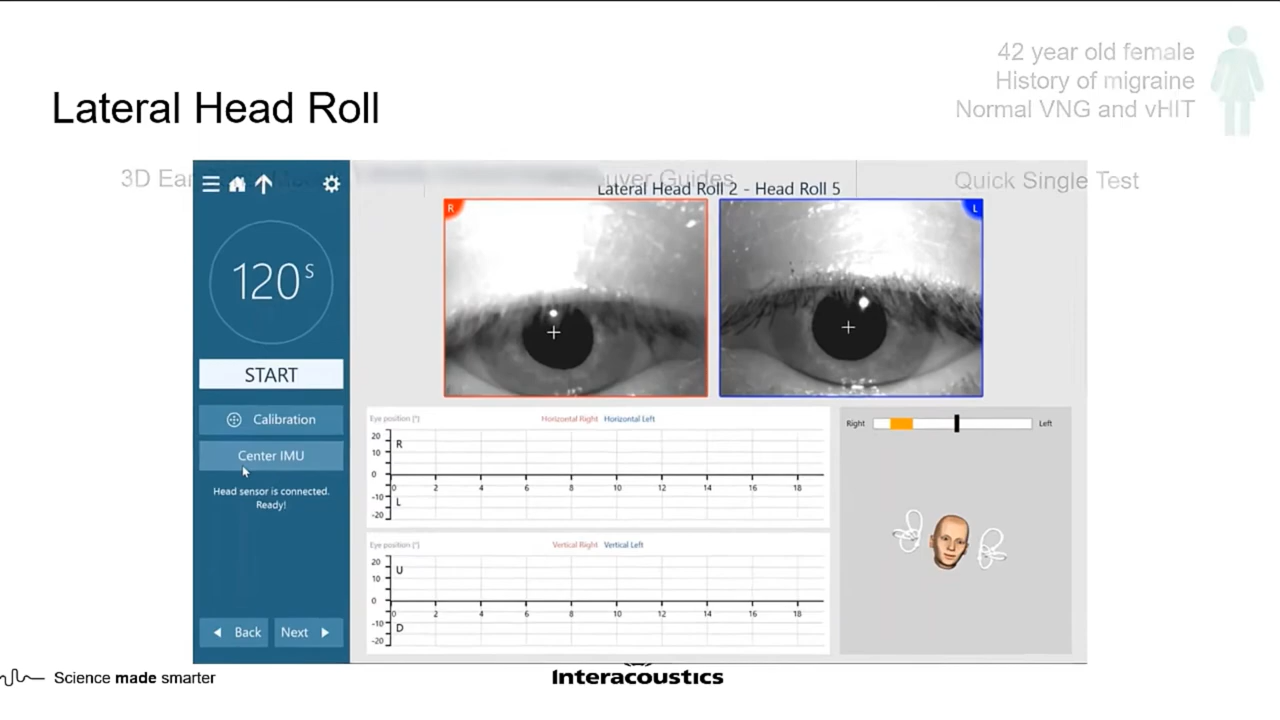 42 year old female
History of migraine
Normal VNG and vHIT
Lateral Head Roll
3D Ear
uver Guides
Quick Single Test
Lateral Head Roll 2 - Head Roll 5
R
L
120 S
START
Calibration
Center IMU
Head sensor is connected.
Ready!
Back
Next
Eye position [°]
Horizontal Right
Horizontal Left
20
10
0
-10
-20
R
L
0 2 4 6 8 10 12 14 16 18
Eye position [°]
Vertical Right
Vertical Left
20
10
0
-10
-20
U
D
0 2 4 6 8 10 12 14 16 18
Right
Left
Science made smarter
Interacoustics